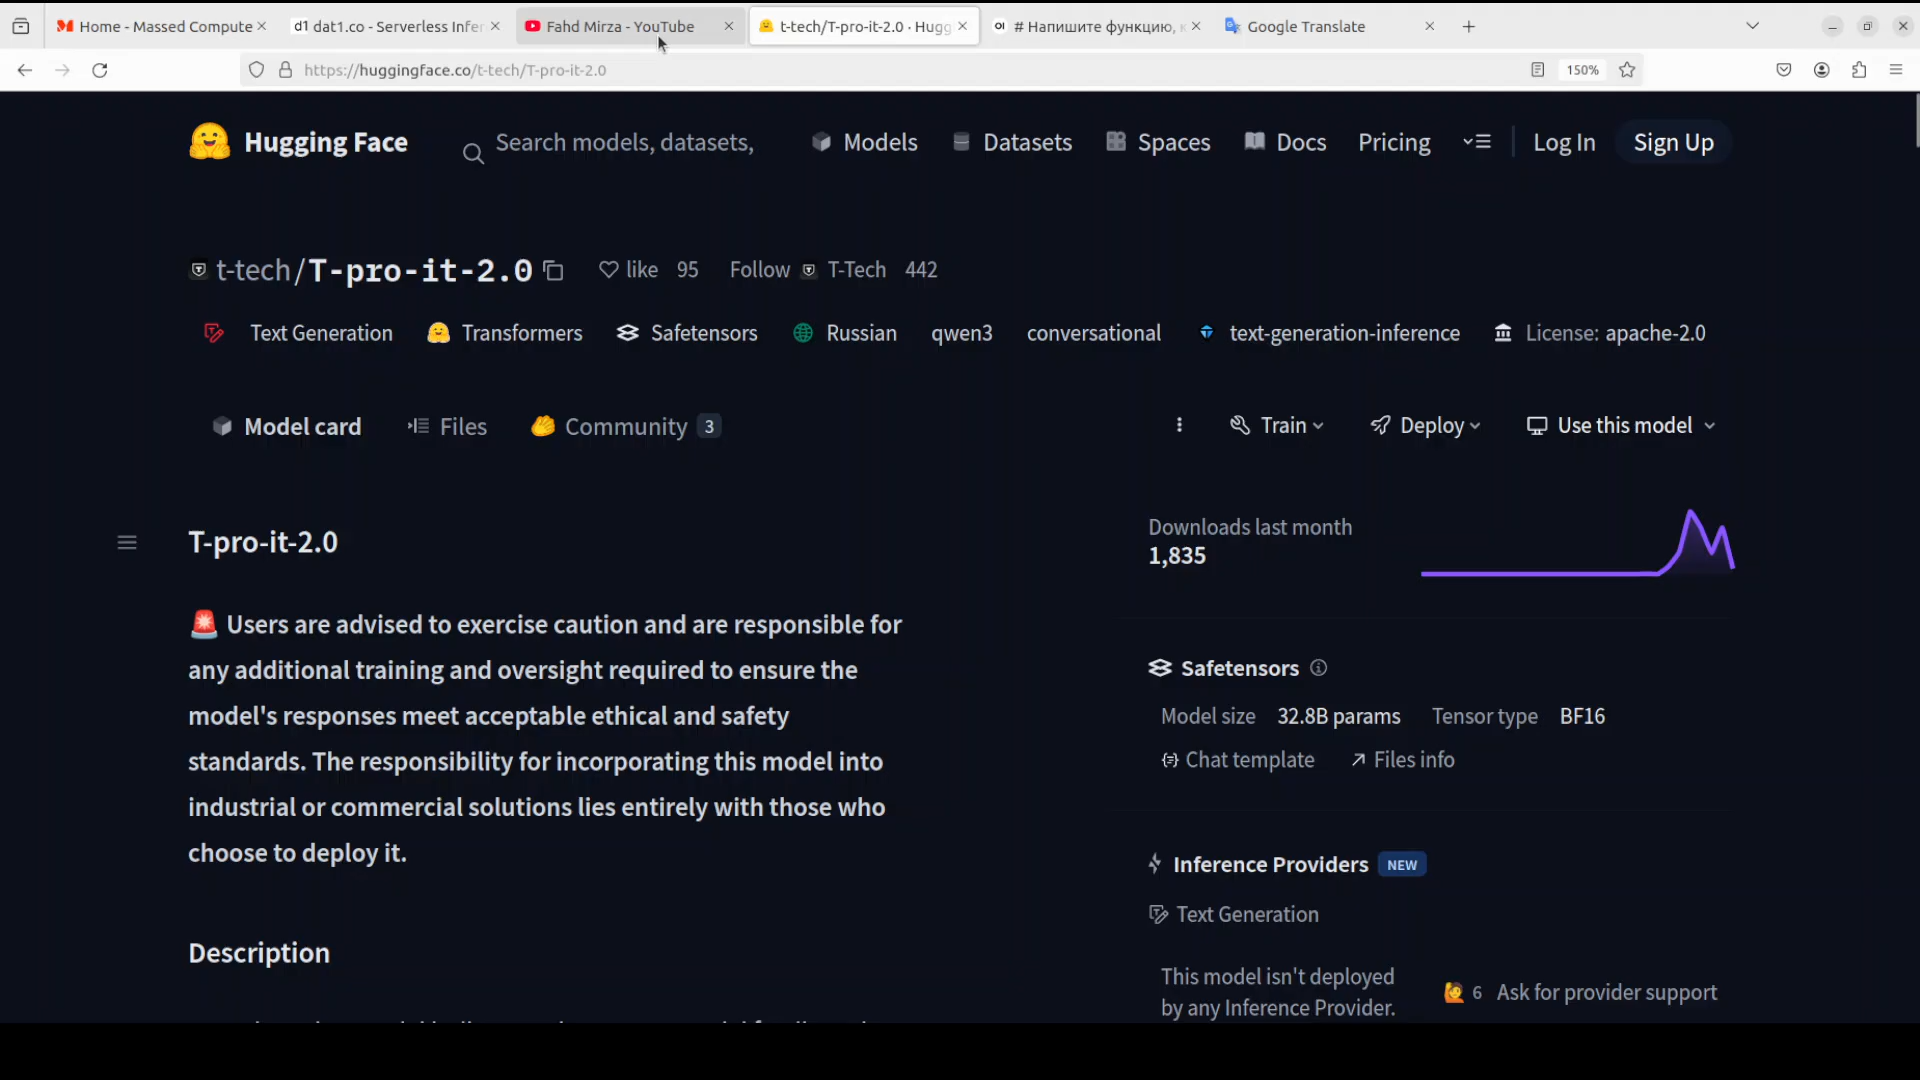 Home - Massed Compute
d1 dat1.co - Serverless Infer
Fahd Mirza - YouTube
t-tech/T-pro-it-2.0 · Hugg
OI # Напишите функцию, к
Google Translate
https://huggingface.co/t-tech/T-pro-it-2.0
150%
Hugging Face
Search models, datasets,
Models
Datasets
Spaces
Docs
Pricing
Log In
Sign Up
t-tech/T-pro-it-2.0
like 95
Follow T-Tech 442
Text Generation
Transformers
Safetensors
Russian
qwen3
conversational
text-generation-inference
License: apache-2.0
Model card
Files
Community 3
Train
Deploy
Use this model
T-pro-it-2.0
🚨 Users are advised to exercise caution and are responsible for
any additional training and oversight required to ensure the
model's responses meet acceptable ethical and safety
standards. The responsibility for incorporating this model into
industrial or commercial solutions lies entirely with those who
choose to deploy it.
Description
Downloads last month
1,835
Safetensors
Model size 32.8B params Tensor type BF16
Chat template Files info
Inference Providers NEW
Text Generation
This model isn't deployed
by any Inference Provider.
6 Ask for provider support